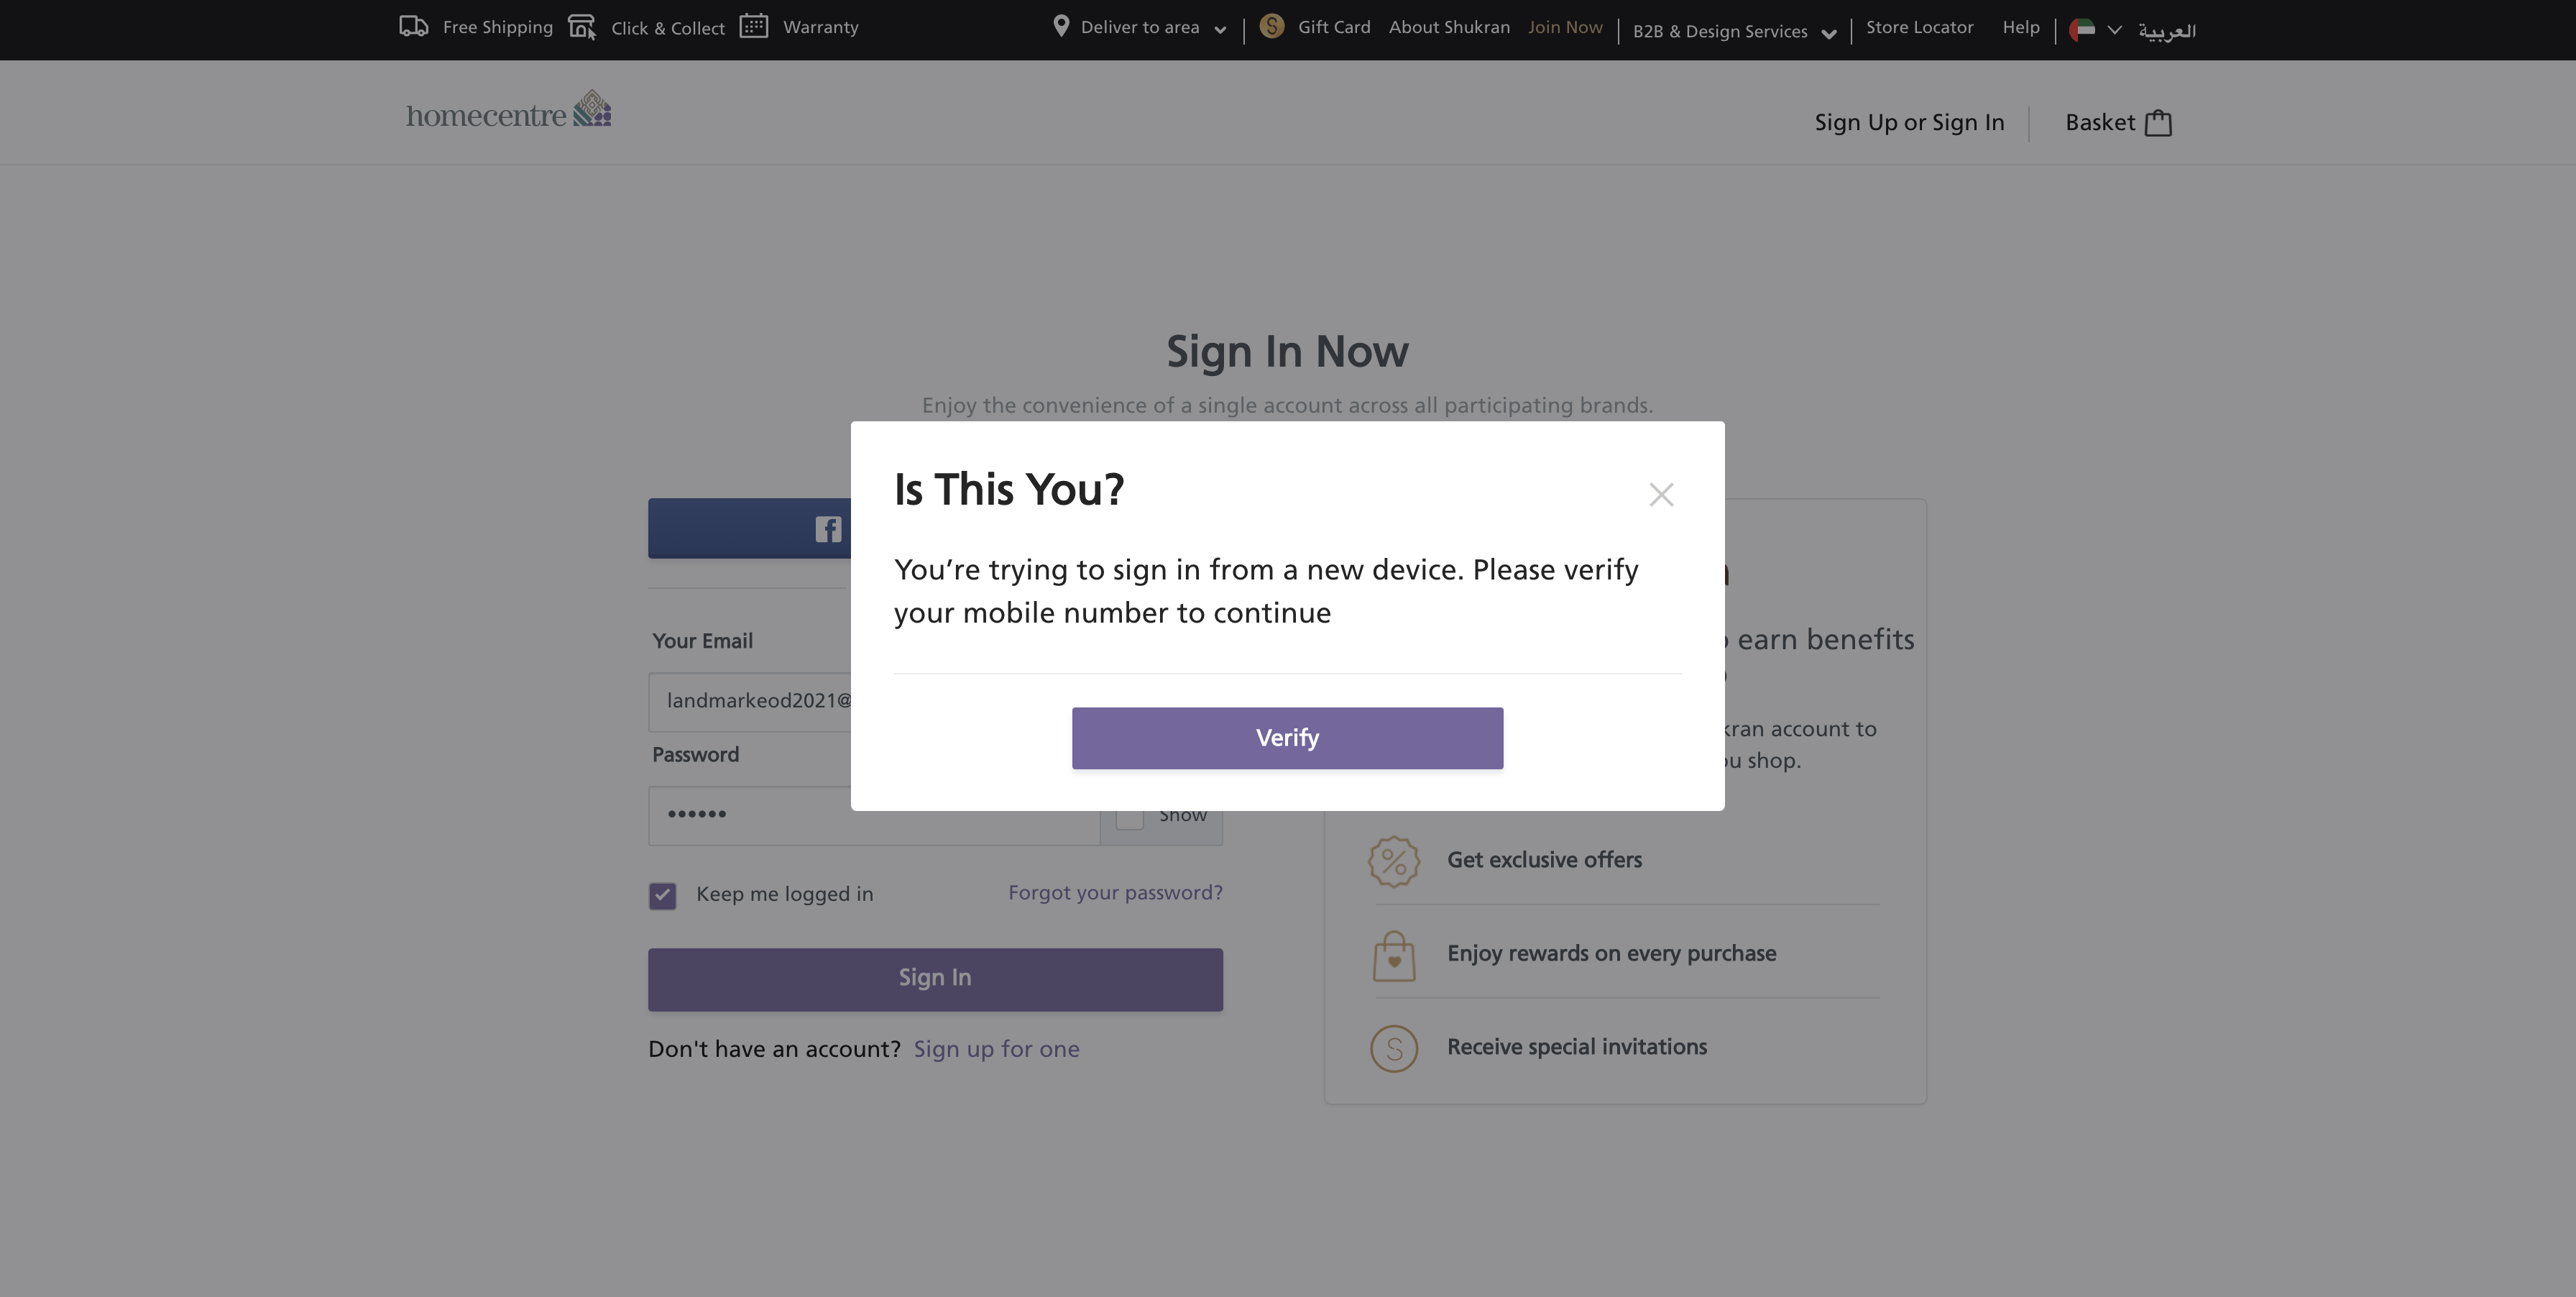 Free Shipping
Click & Collect
Warranty
Deliver to area
Gift Card
About Shukran
Join Now
B2B & Design Services
Store Locator
Help
العربية
homecentre
Sign Up or Sign In
Basket
Sign In Now
Enjoy the convenience of a single account across all participating brands.
Is This You?
You’re trying to sign in from a new device. Please verify
your mobile number to continue
Verify
Your Email
landmarkeod2021@
Password
••••••
Show
Keep me logged in
Forgot your password?
Sign In
Don't have an account? Sign up for one
earn benefits
account to
shop.
Get exclusive offers
Enjoy rewards on every purchase
Receive special invitations